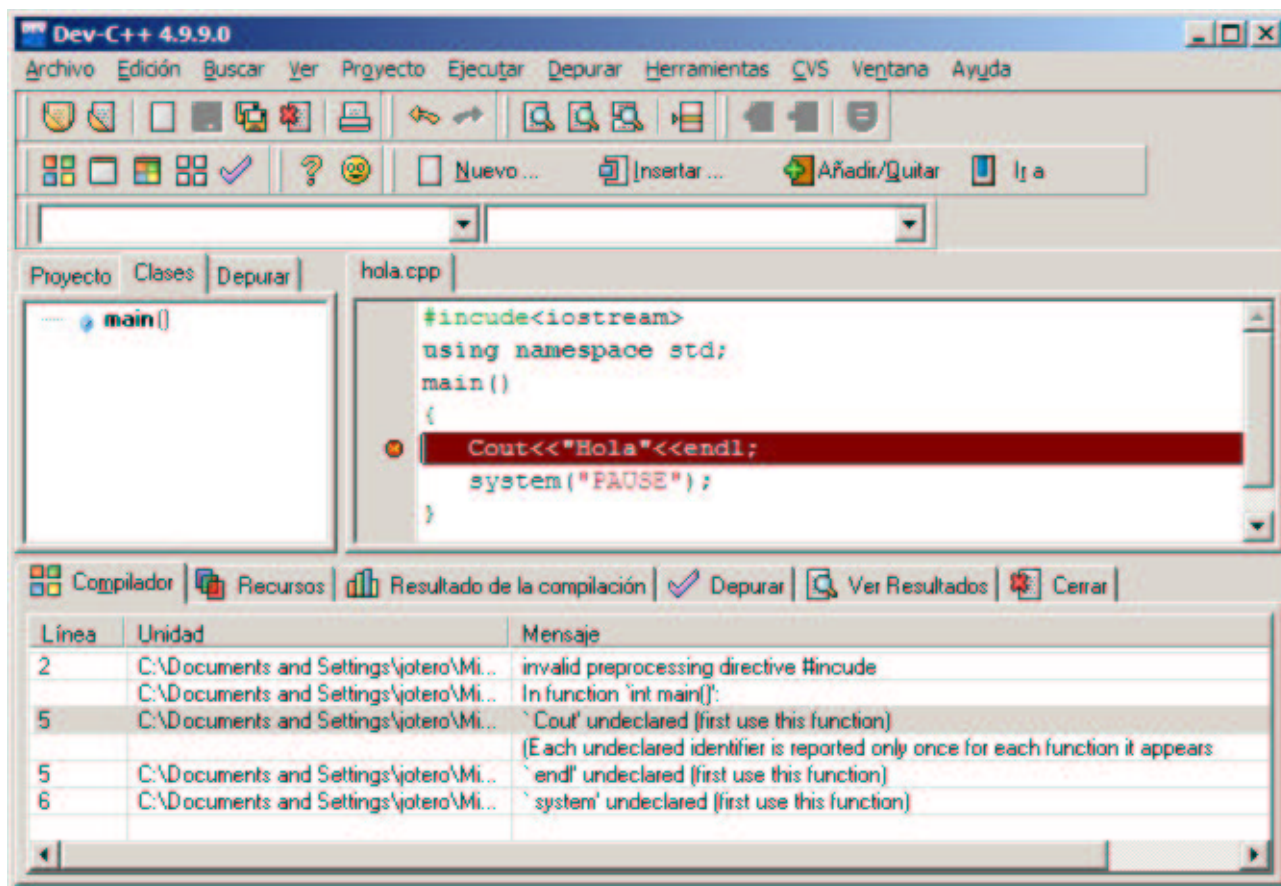 Dev-C++ 4.9.9.0
Archivo Edición Buscar Ver Proyecto Ejecutar Depurar Herramientas CVS Ventana Ayuda
Nuevo ... Insertar ... Añadir/Quitar Ir a
Proyecto Clases Depurar hola.cpp
main()
#incude<iostream>
using namespace std;
main()
{
Cout<<"Hola"<<endl;
system("PAUSE");
}
Compilador Recursos Resultado de la compilación Depurar Ver Resultados Cerrar
Línea Unidad Mensaje
2 C:\Documents and Settings\jotero\Mi... invalid preprocessing directive #incude
C:\Documents and Settings\jotero\Mi... In function `int main()':
5 C:\Documents and Settings\jotero\Mi... `Cout' undeclared (first use this function)
(Each undeclared identifier is reported only once for each function it appears
5 C:\Documents and Settings\jotero\Mi... `endl' undeclared (first use this function)
6 C:\Documents and Settings\jotero\Mi... `system' undeclared (first use this function)